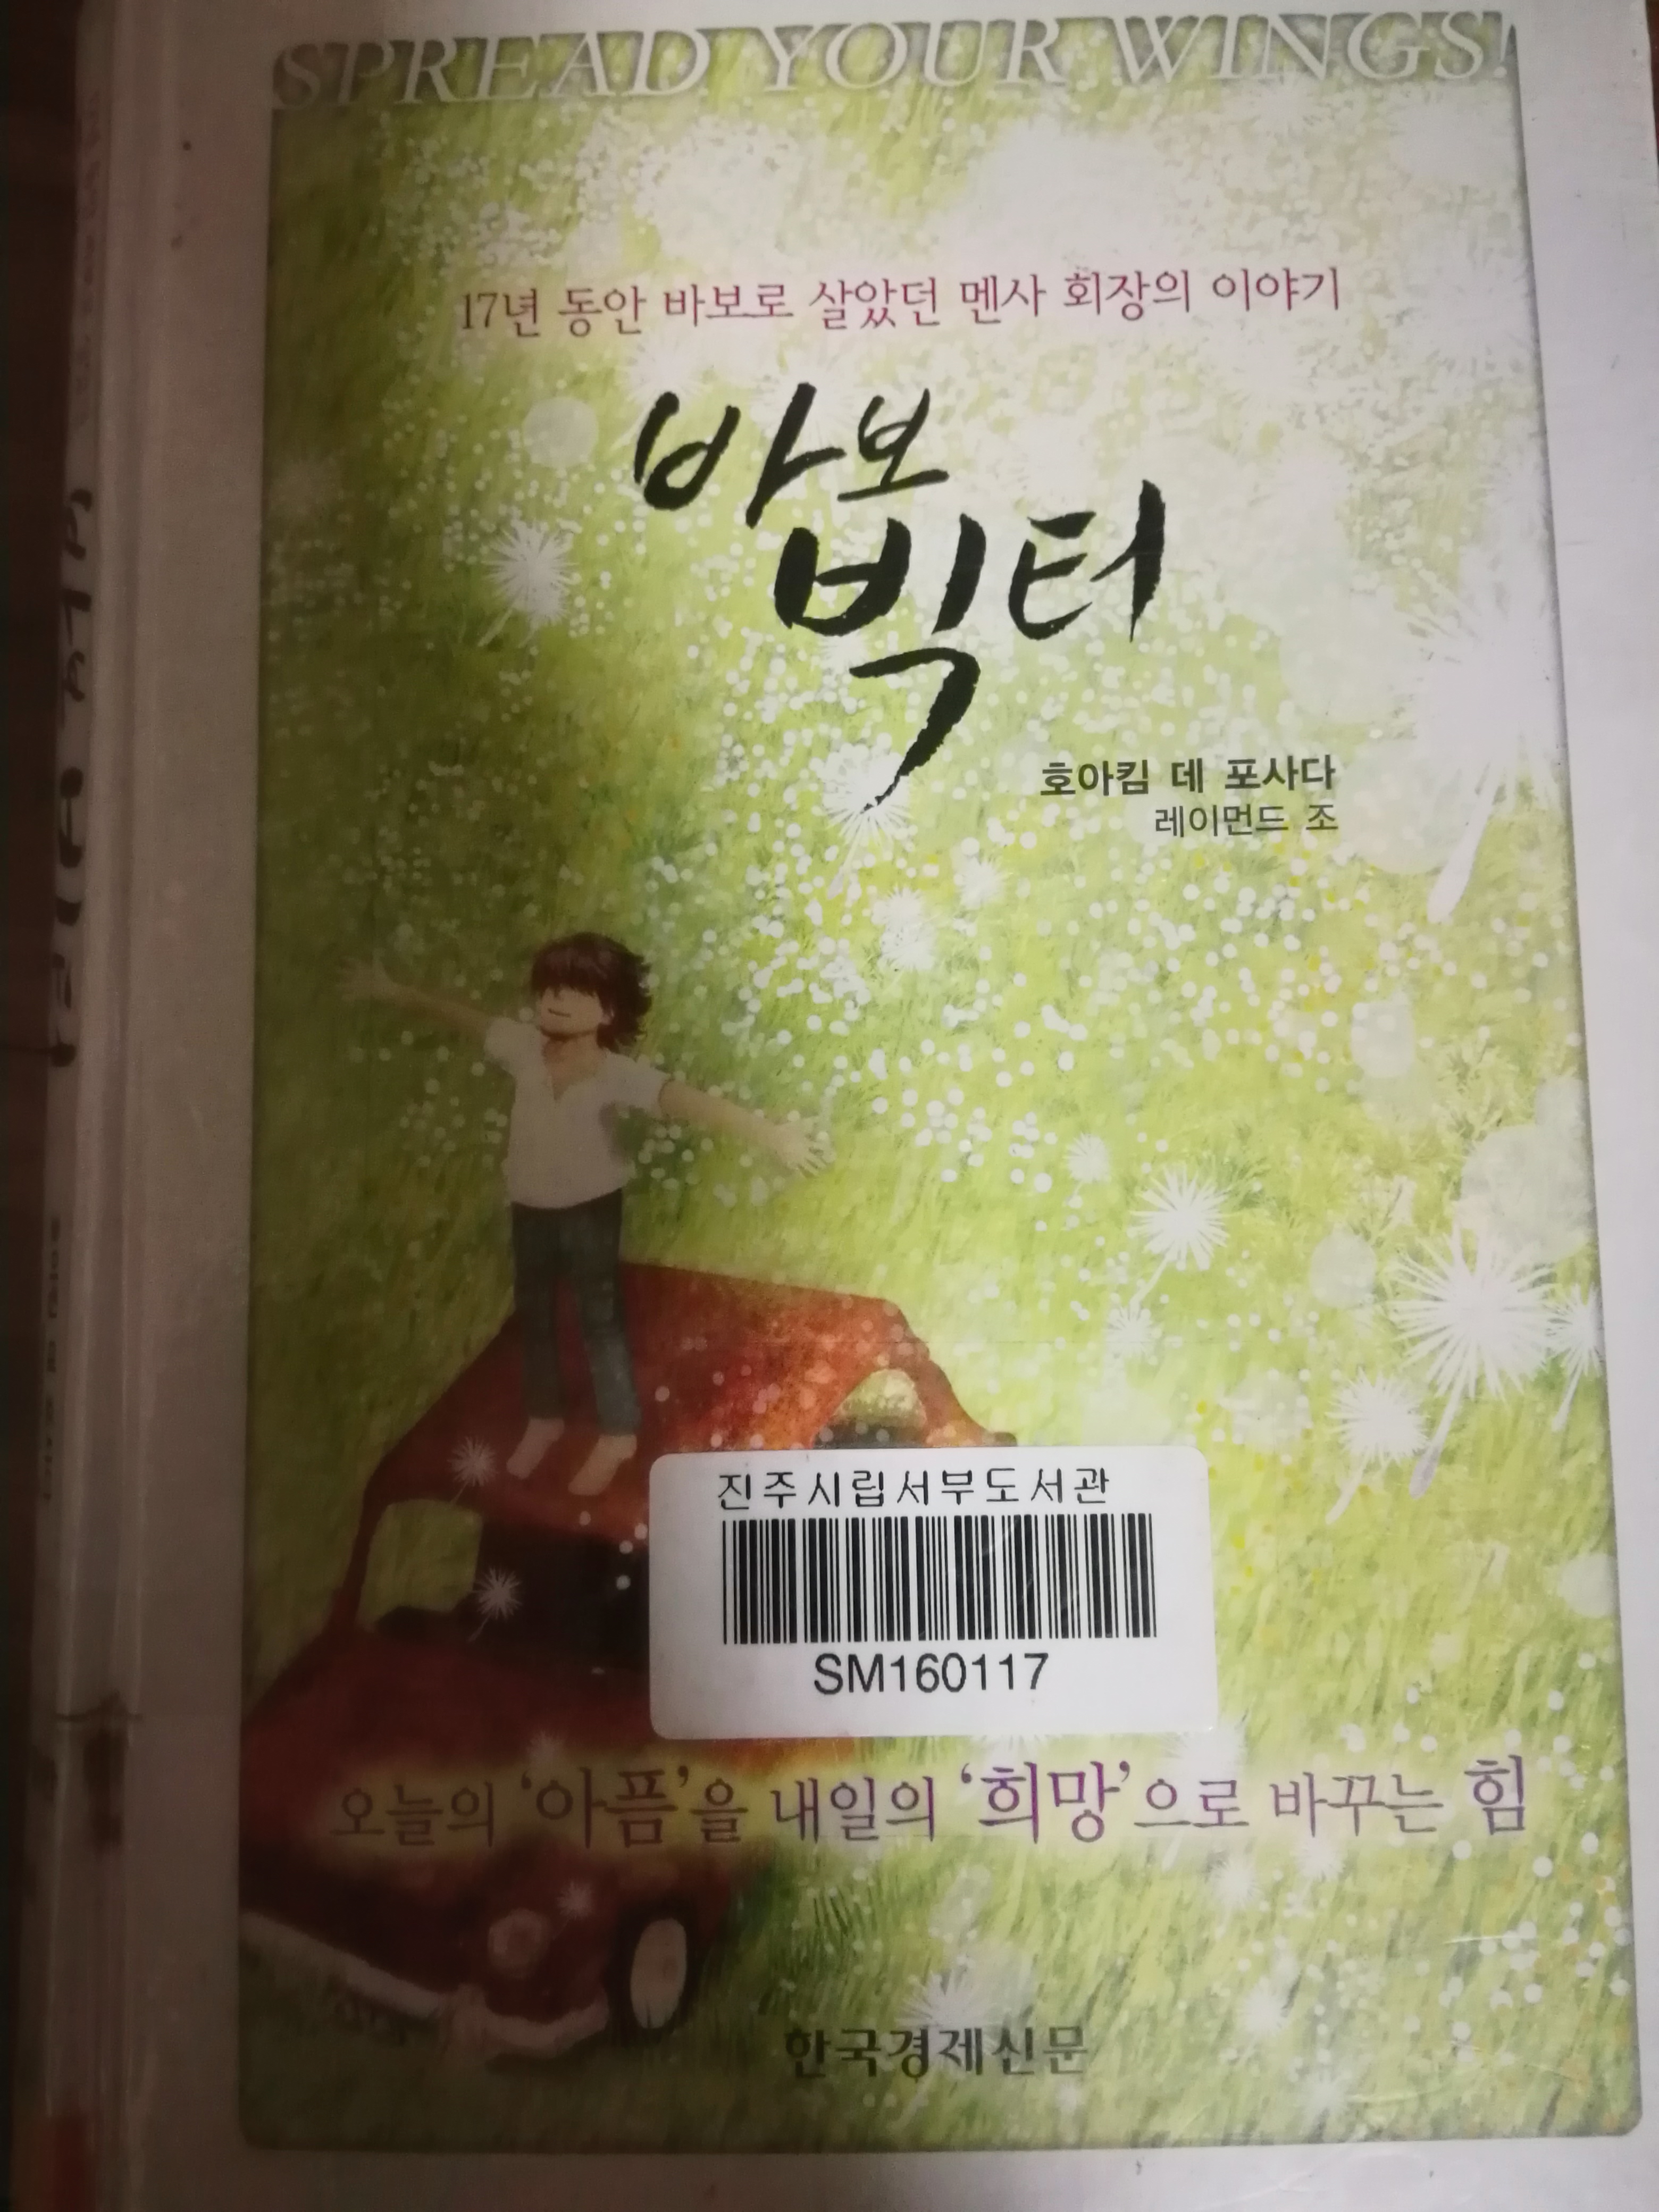 SPREAD YOUR WINGS!
17년 동안 바보로 살았던 멘사 회장의 이야기
바보
빅터
호아킴 데 포사다
레이먼드 조
진주시립서부도서관
SM160117
오늘의 ‘아픔’을 내일의 ‘희망’으로 바꾸는 힘
한국경제신문